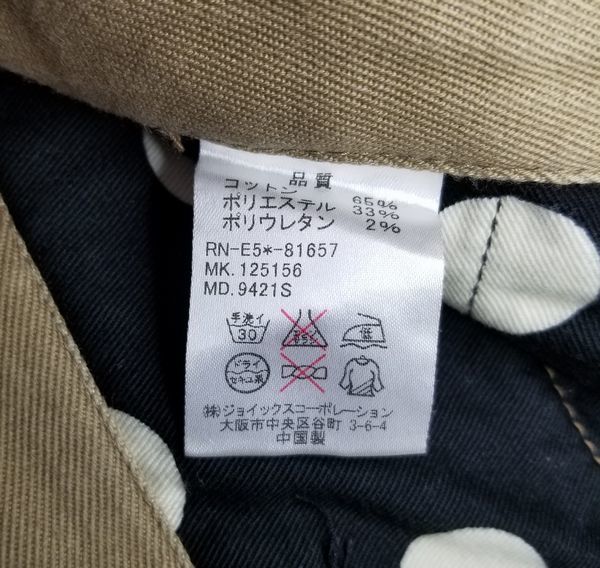 品質
コットン 65%
ポリエステル 33%
ポリウレタン 2%
RN-E5*-81657
MK.125156
MD.9421S
手洗イ 30 低
ドライ セキユ系
㈱ジョイックスコーポレーション
大阪市中央区谷町 3-6-4
中国製